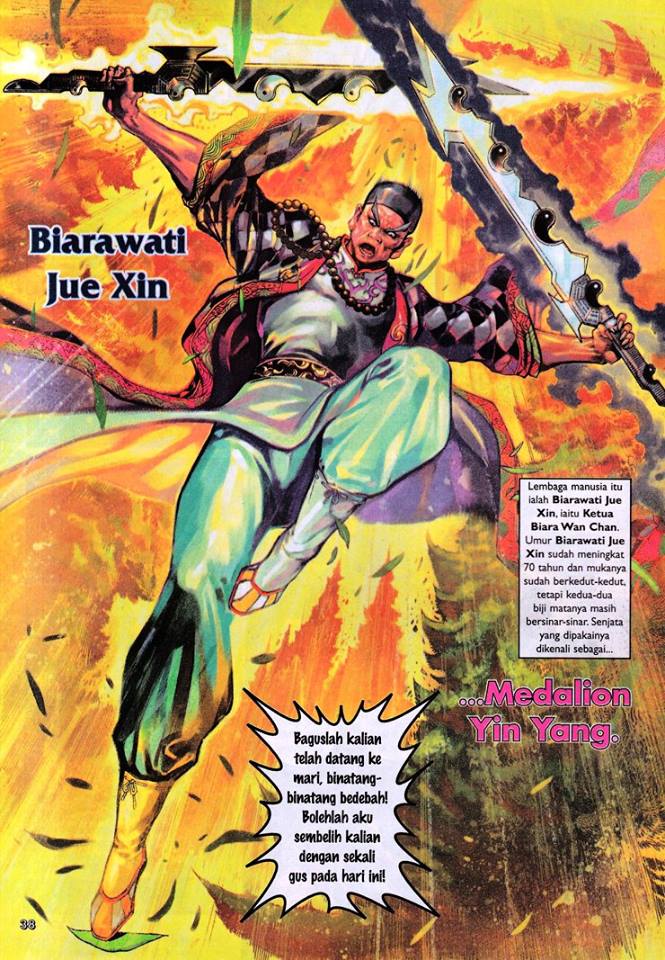 Biarawati
Jue Xin
Lembaga manusia itu
ialah Biarawati Jue
Xin, iaitu Ketua
Biara Wan Chan.
Umur Biarawati Jue
Xin sudah meningkat
70 tahun dan mukanya
sudah berkedut-kedut,
tetapi kedua-dua
biji matanya masih
bersinar-sinar. Senjata
yang dipakainya
dikenali sebagai...
...Medalion
Yin Yang.
Baguslah kalian
telah datang ke
mari, binatang-
binatang bedebah!
Bolehlah aku
sembelih kalian
dengan sekali
gus pada hari ini!
38